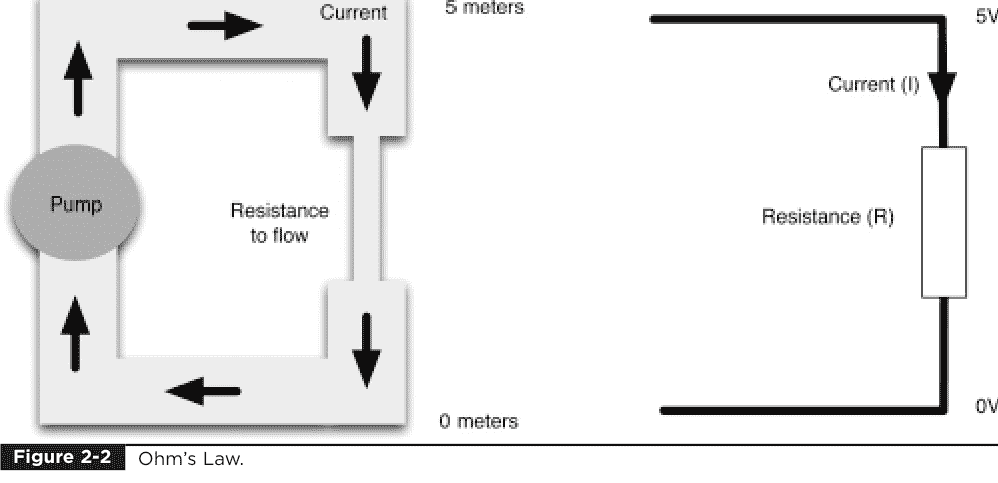 Current
5 meters
5V
Current (I)
Pump
Resistance
to flow
Resistance (R)
0 meters
0V
Figure 2-2 Ohm's Law.